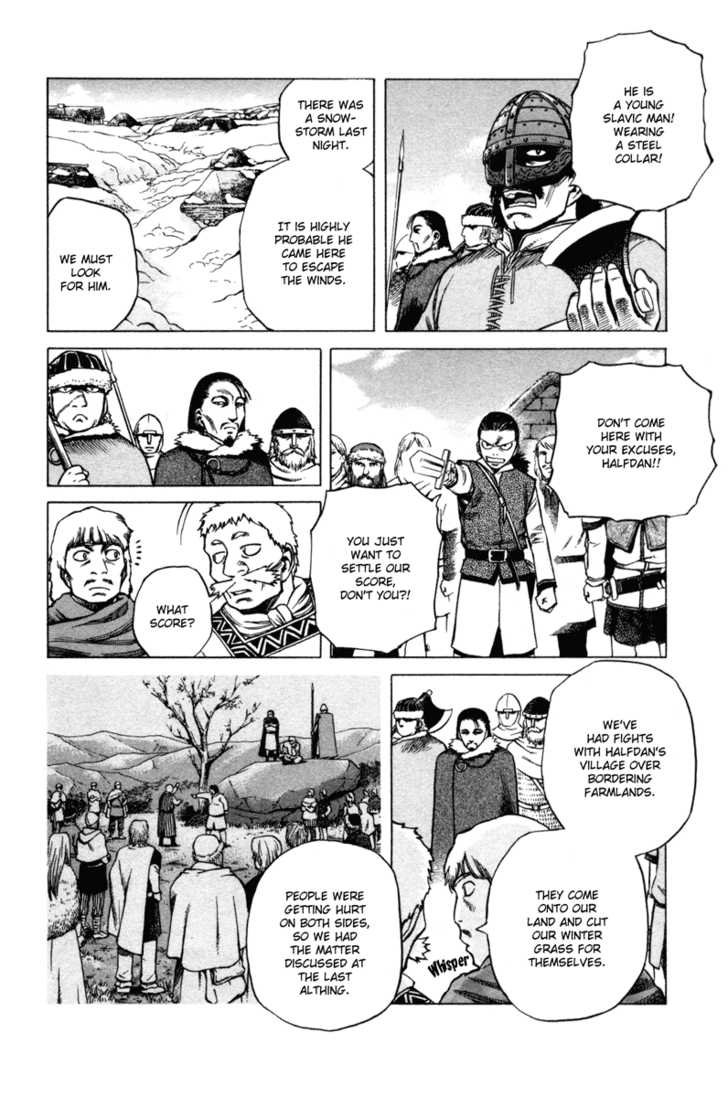 HE IS
A YOUNG
SLAVIC MAN!
WEARING
A STEEL
COLLAR!
THERE WAS
A SNOW-
STORM LAST
NIGHT.
IT IS HIGHLY
PROBABLE HE
CAME HERE
TO ESCAPE
THE WINDS.
WE MUST
LOOK
FOR HIM.
DON'T COME
HERE WITH
YOUR EXCUSES,
HALFDAN!!
YOU JUST
WANT TO
SETTLE OUR
SCORE,
DON'T YOU?!
WHAT
SCORE?
WE'VE
HAD FIGHTS
WITH HALFDAN'S
VILLAGE OVER
BORDERING
FARMLANDS.
THEY COME
ONTO OUR
LAND AND CUT
OUR WINTER
GRASS FOR
THEMSELVES.
Whisper
PEOPLE WERE
GETTING HURT
ON BOTH SIDES,
SO WE HAD
THE MATTER
DISCUSSED AT
THE LAST
ALTHING.